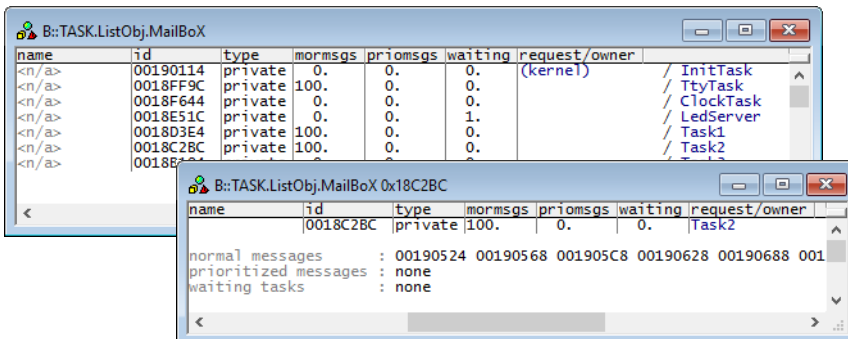 B::TASK.ListObj.MailBoX
name id type mormsgs priomsgs waiting request/owner
<n/a> 00190114 private 0. 0. 0. (kernel) / InitTask
<n/a> 0018FF9C private 100. 0. 0. / TtyTask
<n/a> 0018F644 private 0. 0. 0. / ClockTask
<n/a> 0018E51C private 0. 0. 1. / LedServer
<n/a> 0018D3E4 private 100. 0. 0. / Task1
<n/a> 0018C2BC private 100. 0. 0. / Task2
<n/a> private
B::TASK.ListObj.MailBoX 0x18C2BC
name id type mormsgs priomsgs waiting request/owner
0018C2BC private 100. 0. 0. Task2
normal messages : 00190524 00190568 001905C8 00190628 00190688 001
prioritized messages : none
waiting tasks : none